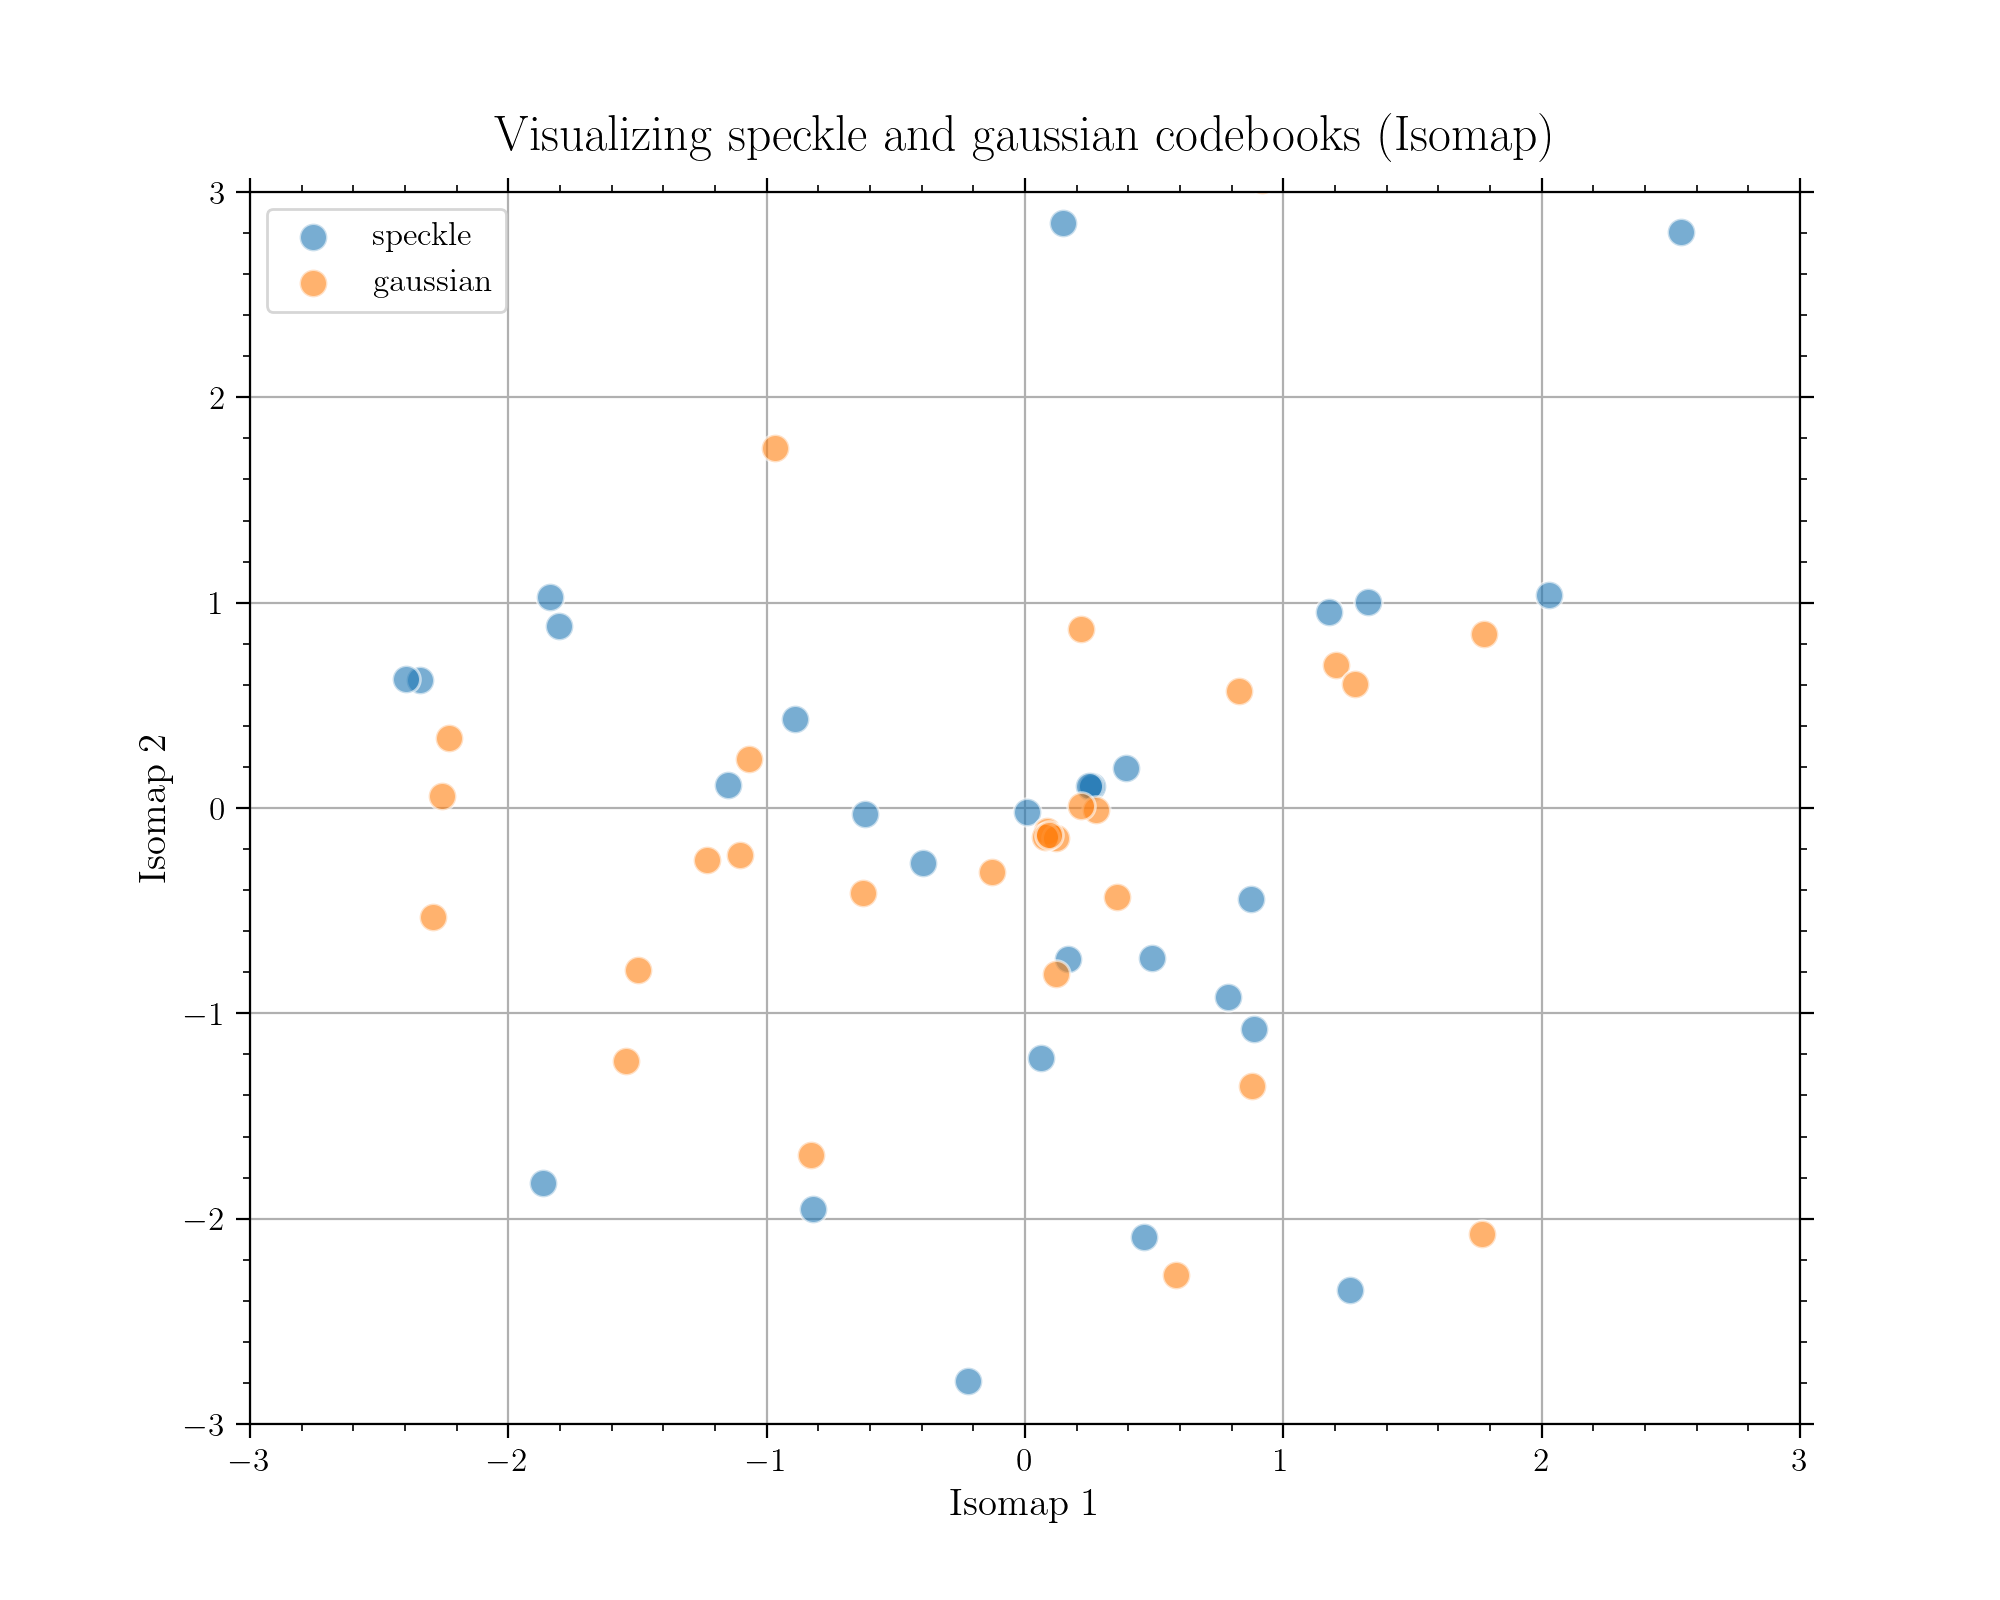 Visualizing speckle and gaussian codebooks (Isomap)
speckle
gaussian
3
2
1
0
−1
−2
−3
Isomap 2
−3
−2
−1
0
1
2
3
Isomap 1